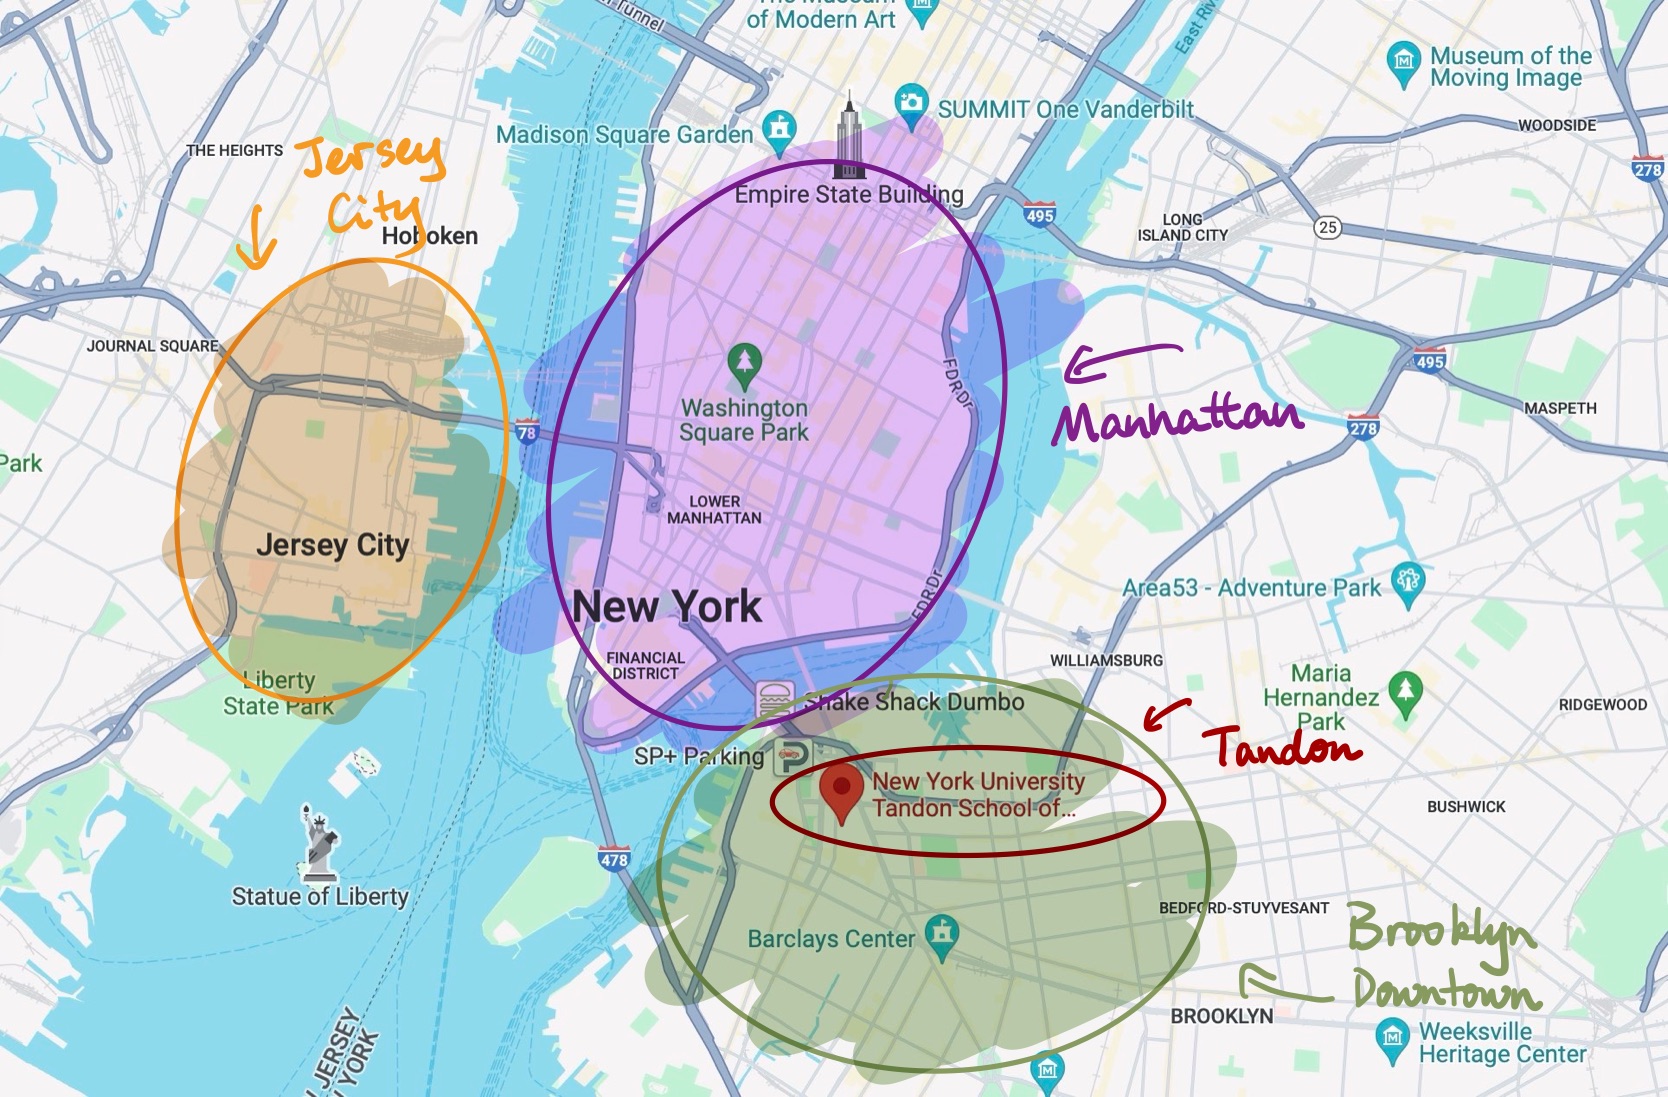 Tunnel
of Modern Art
East Riv
Museum of the
Moving Image
SUMMIT One Vanderbilt
Madison Square Garden
WOODSIDE
THE HEIGHTS
Jersey
City
278
Empire State Building
495
LONG
ISLAND CITY
25
Hoboken
JOURNAL SQUARE
495
FDR Dr
Washington
Square Park
MASPETH
Manhattan
78
278
Park
LOWER
MANHATTAN
Jersey City
FDR Dr
Area53 - Adventure Park
New York
FINANCIAL
DISTRICT
WILLIAMSBURG
Maria
Hernandez
Park
Liberty
State Park
Shake Shack Dumbo
RIDGEWOOD
Tandon
SP+ Parking
New York University
Tandon School of...
BUSHWICK
478
Statue of Liberty
BEDFORD-STUYVESANT
Barclays Center
Brooklyn
Downtown
BROOKLYN
Weeksville
Heritage Center
JERSEY
YORK